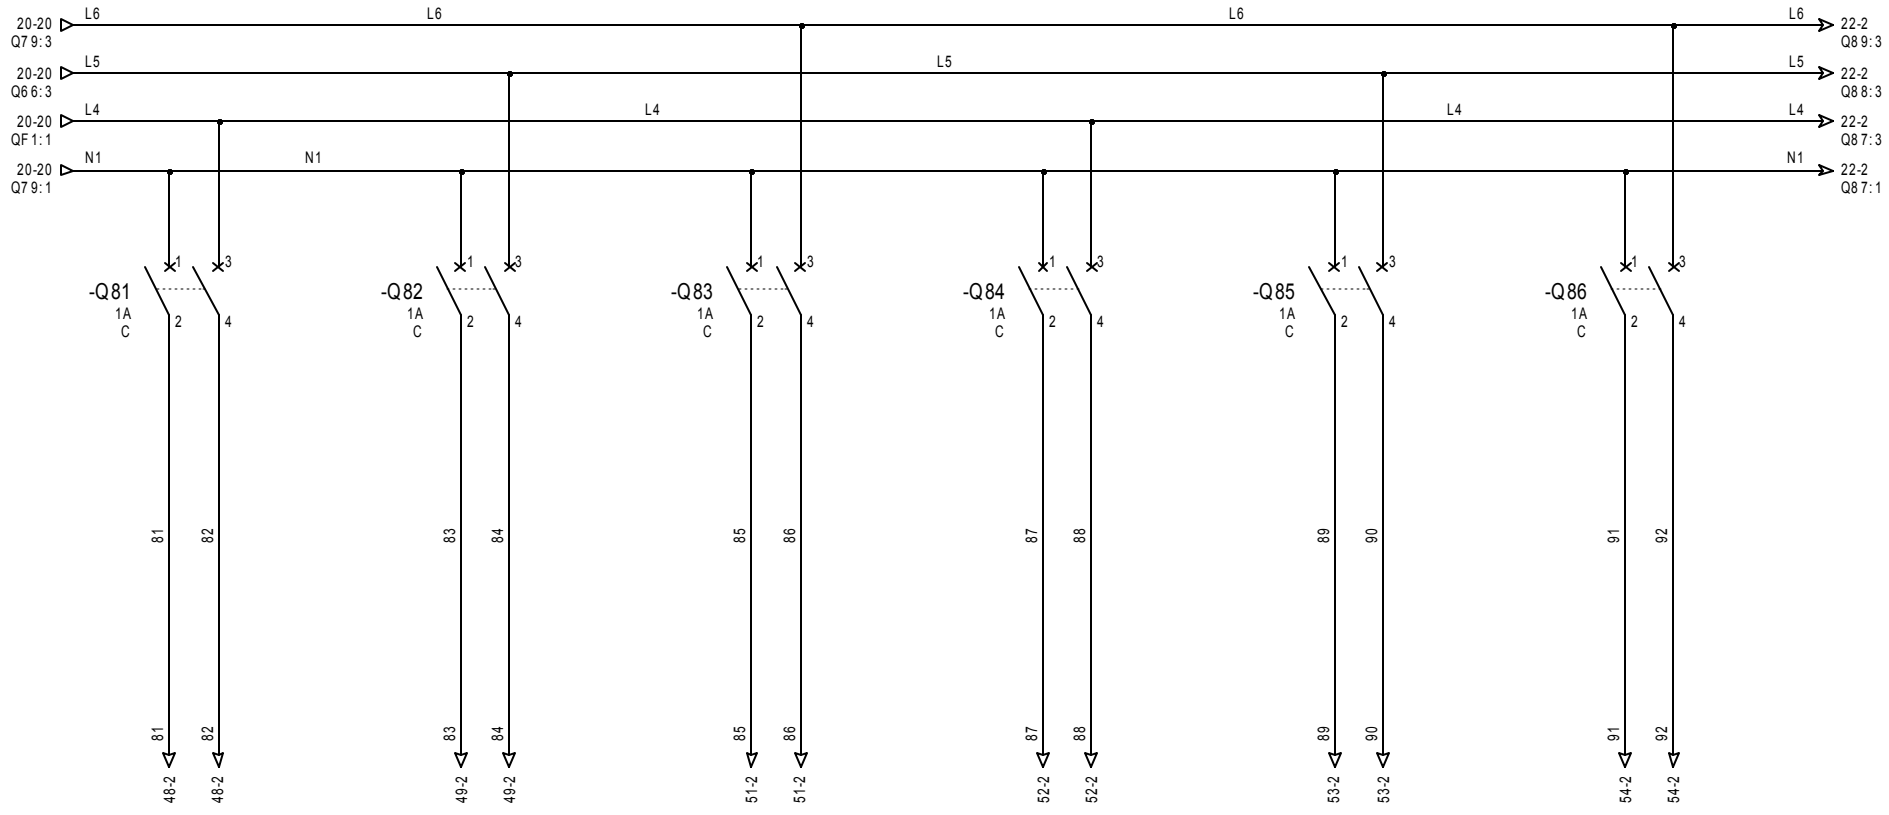 L6 L6 L6 L6
20-20 22-2
Q79:3 Q89:3
L5 L5 L5
20-20 22-2
Q66:3 Q88:3
L4 L4 L4 L4
20-20 22-2
QF1:1 Q87:3
N1 N1 N1
20-20 22-2
Q79:1 Q87:1
1 3 1 3 1 3 1 3 1 3 1 3
-Q81 -Q82 -Q83 -Q84 -Q85 -Q86
1A 1A 1A 1A 1A 1A
2 4 2 4 2 4 2 4 2 4 2 4
C C C C C C
81 82 83 84 85 86 87 88 89 90 91 92
81 82 83 84 85 86 87 88 89 90 91 92
48-2 48-2 49-2 49-2 51-2 51-2 52-2 52-2 53-2 53-2 54-2 54-2